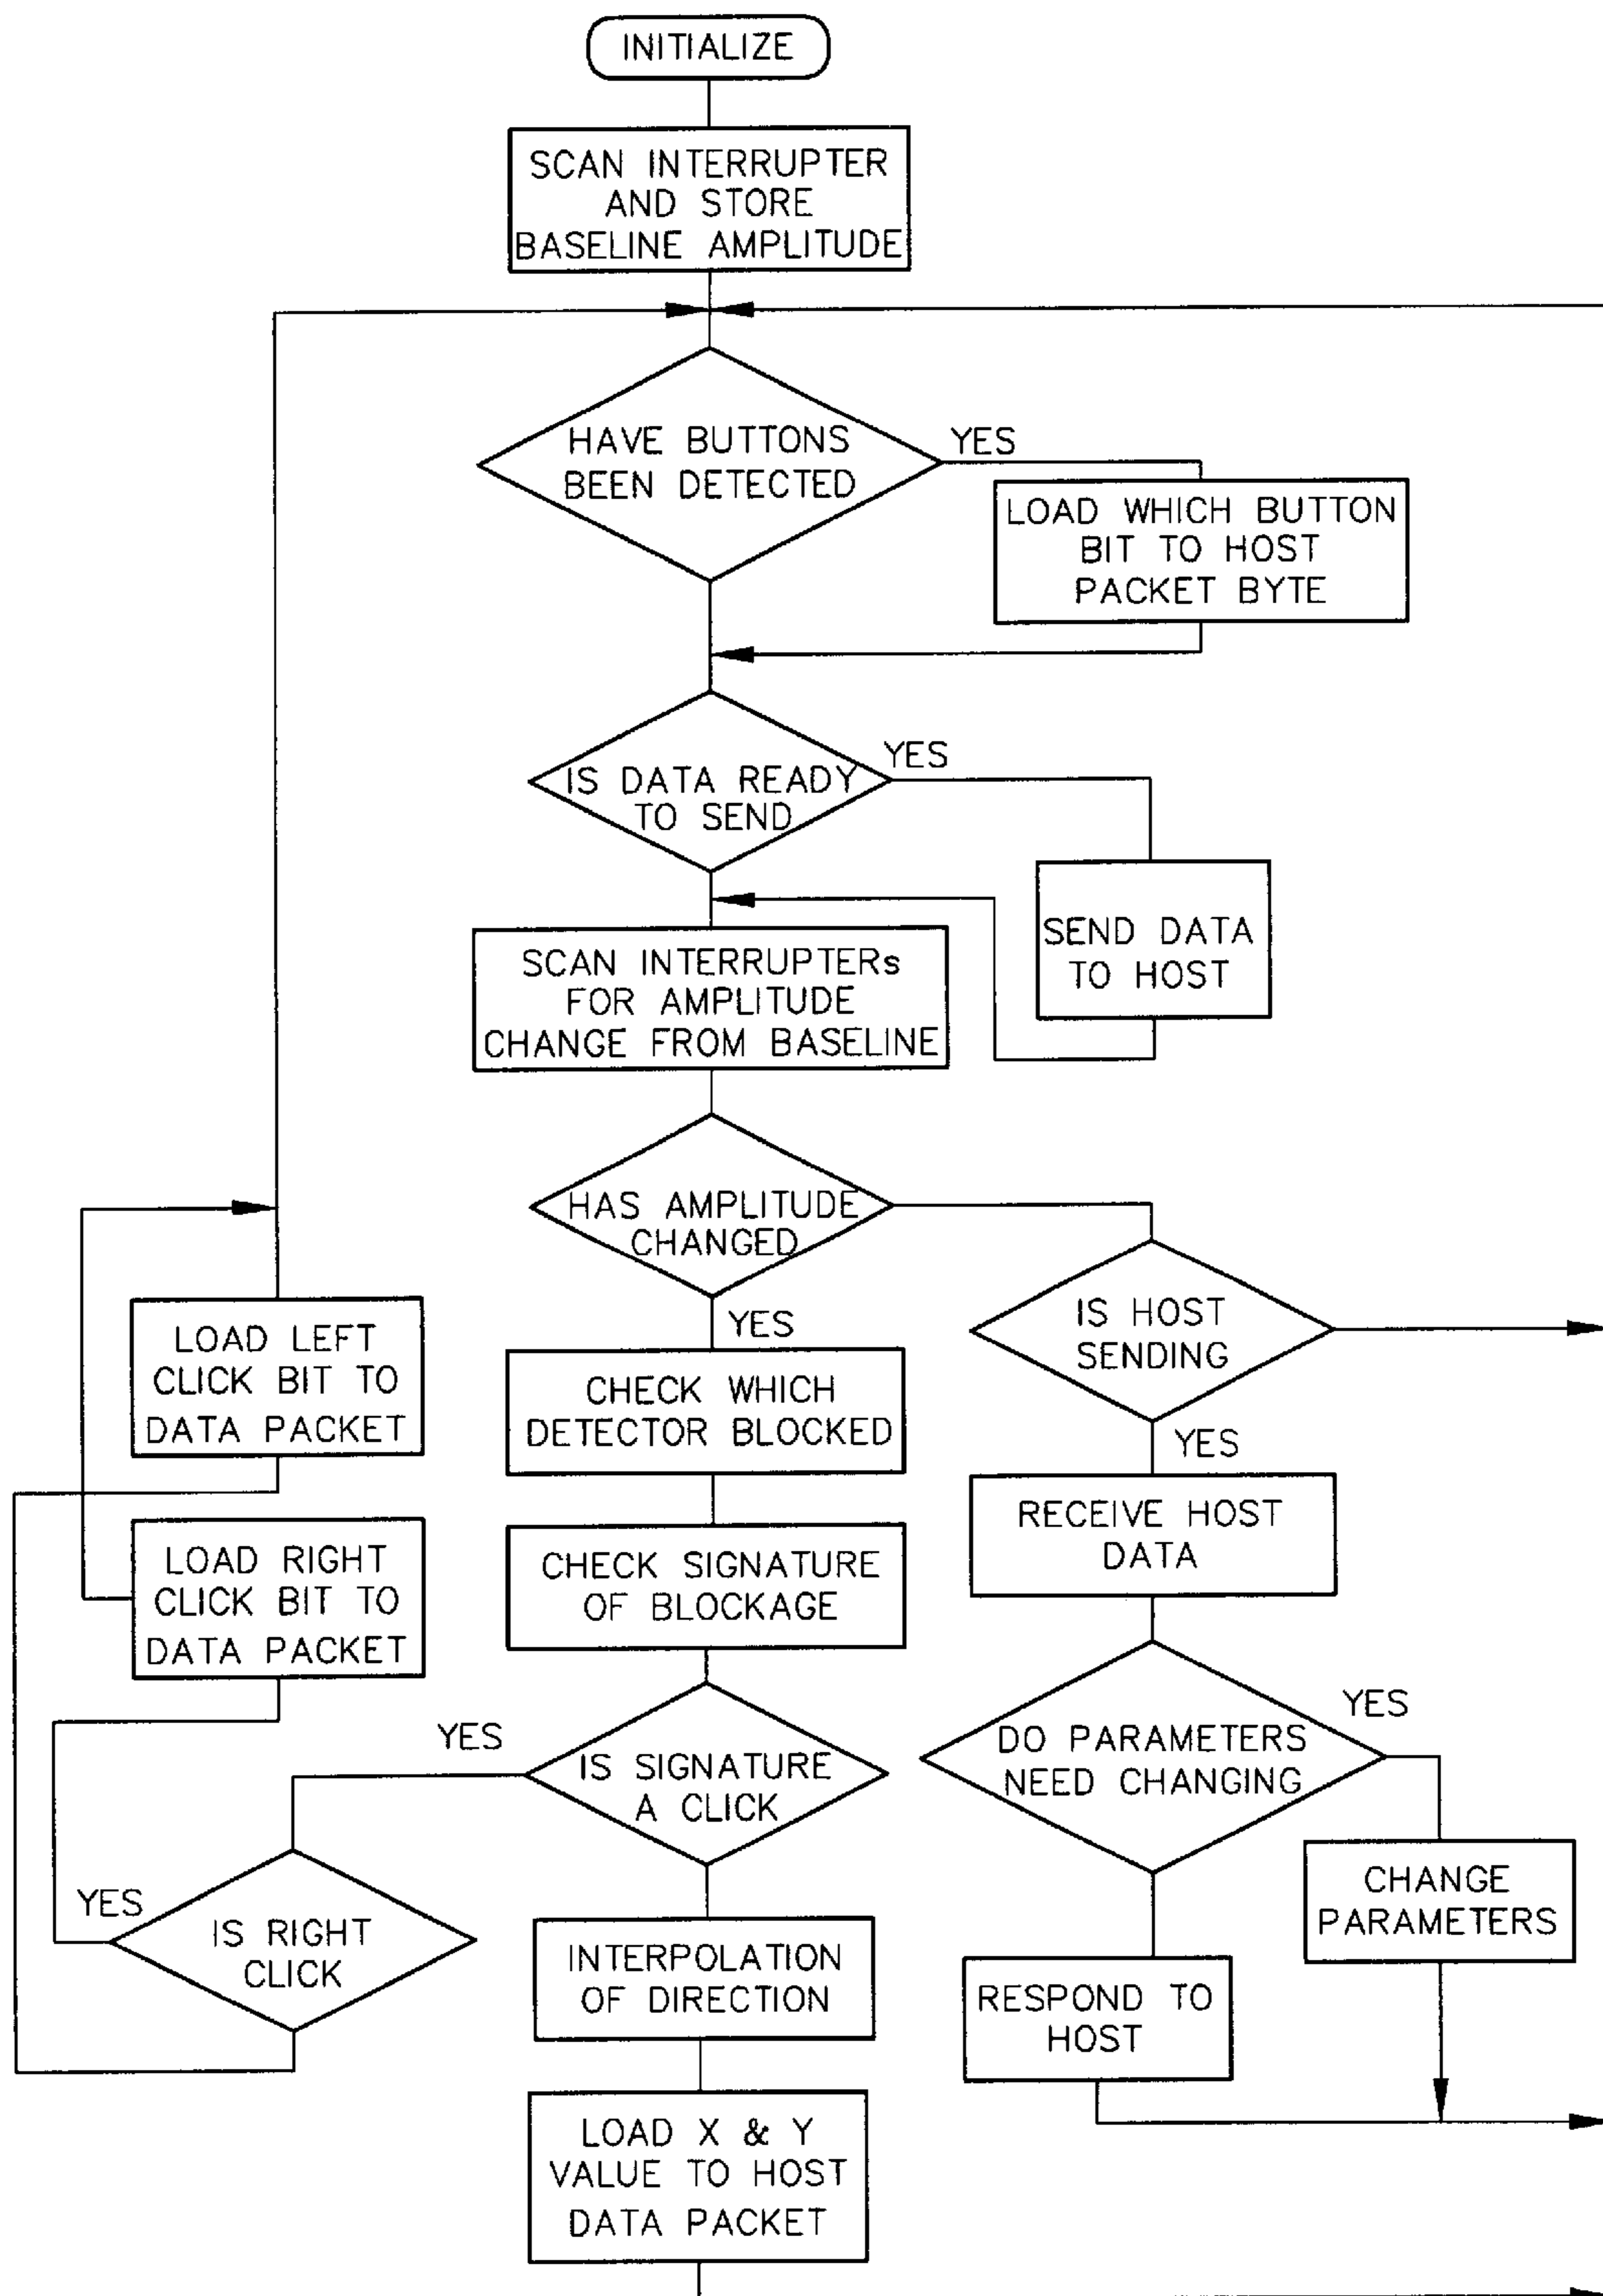 INITIALIZE
SCAN INTERRUPTER
AND STORE
BASELINE AMPLITUDE
HAVE BUTTONS
BEEN DETECTED
YES
LOAD WHICH BUTTON
BIT TO HOST
PACKET BYTE
IS DATA READY
TO SEND
YES
SEND DATA
TO HOST
SCAN INTERRUPTERs
FOR AMPLITUDE
CHANGE FROM BASELINE
HAS AMPLITUDE
CHANGED
YES
IS HOST
SENDING
YES
LOAD LEFT
CLICK BIT TO
DATA PACKET
CHECK WHICH
DETECTOR BLOCKED
RECEIVE HOST
DATA
LOAD RIGHT
CLICK BIT TO
DATA PACKET
CHECK SIGNATURE
OF BLOCKAGE
YES
IS SIGNATURE
A CLICK
DO PARAMETERS
NEED CHANGING
YES
CHANGE
PARAMETERS
YES
IS RIGHT
CLICK
INTERPOLATION
OF DIRECTION
RESPOND TO
HOST
LOAD X & Y
VALUE TO HOST
DATA PACKET